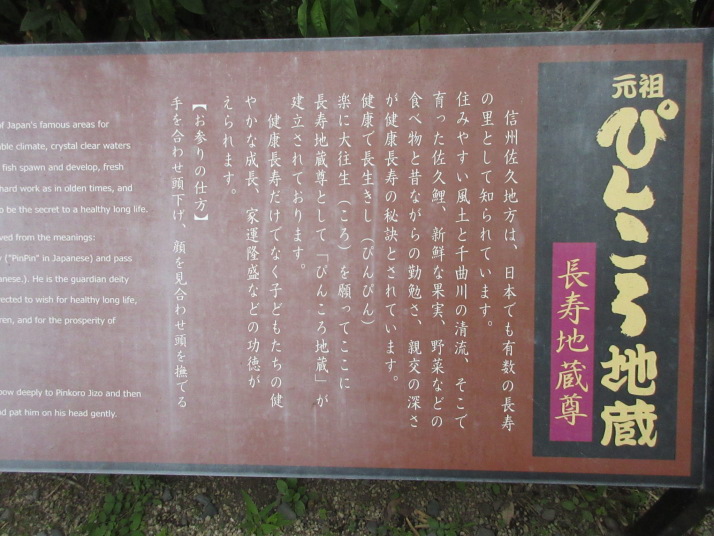 元祖
ぴんころ地蔵
長寿地蔵尊
信州佐久地方は、日本でも有数の長寿
の里として知られています。
住みやすい風土と千曲川の清流、そこで
育った佐久鯉、新鮮な果実、野菜などの
食べ物と昔ながらの勤勉さ、親交の深さ
が健康長寿の秘訣とされています。
健康で長生きし（ぴんぴん）
楽に大往生（ころ）を願ってここに
長寿地蔵尊として「ぴんころ地蔵」が
建立されております。
健康長寿だけでなく子どもたちの健
やかな成長、家運隆盛などの功徳が
えられます。
【お参りの仕方】
手を合わせ頭下げ、顔を見合わせ頭を撫でる
of Japan's famous areas for
able climate, crystal clear waters
fish spawn and develop, fresh
hard work as in olden times, and
o be the secret to a healthy long life.
ved from the meanings:
y ("PinPin" in Japanese) and pass
anese.). He is the guardian deity
rected to wish for healthy long life,
ren, and for the prosperity of
bow deeply to Pinkoro Jizo and then
nd pat him on his head gently.